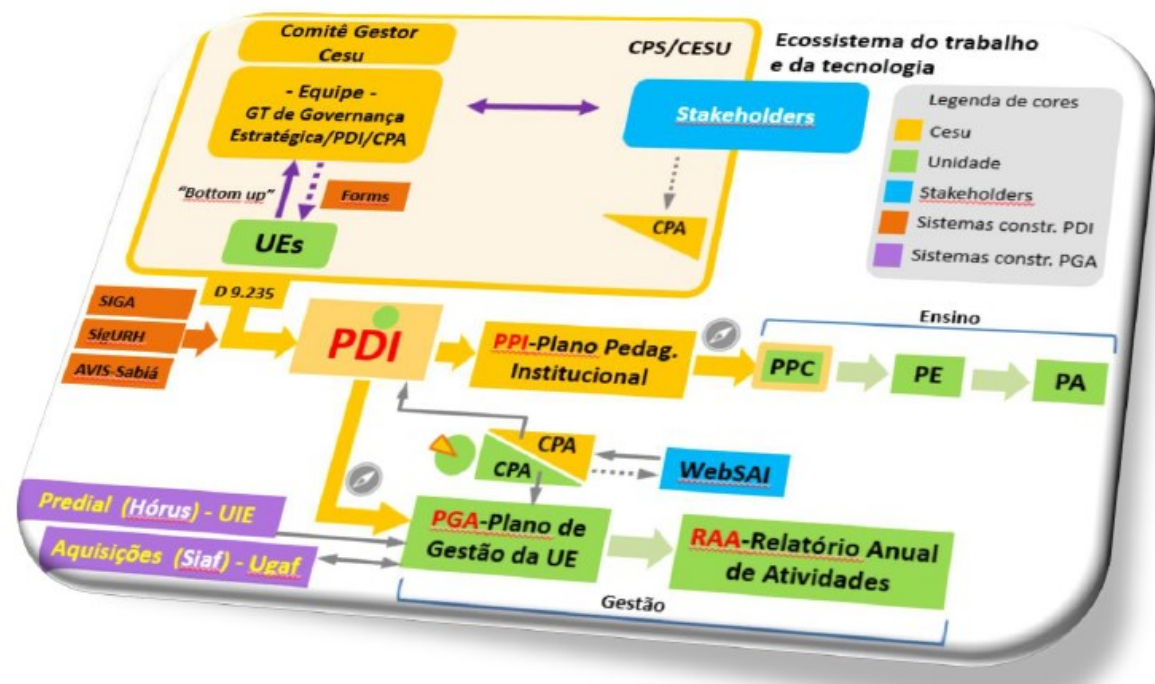 Comitê Gestor
Cesu
CPS/CESU
Ecossistema do trabalho
e da tecnologia
- Equipe -
GT de Governança
Estratégica/PDI/CPA
Stakeholders
Legenda de cores
Cesu
Unidade
Stakeholders
Sistemas constr. PDI
Sistemas constr. PGA
“Bottom up”
Forms
CPA
UEs
D 9.235
SIGA
SigURH
AVIS-Sabiá
PDI
PPI-Plano Pedag.
Institucional
Ensino
PPC
PE
PA
CPA
CPA
WebSAI
Predial (Hórus) - UIE
Aquisições (Siaf) - Ugaf
PGA-Plano de
Gestão da UE
RAA-Relatório Anual
de Atividades
Gestão